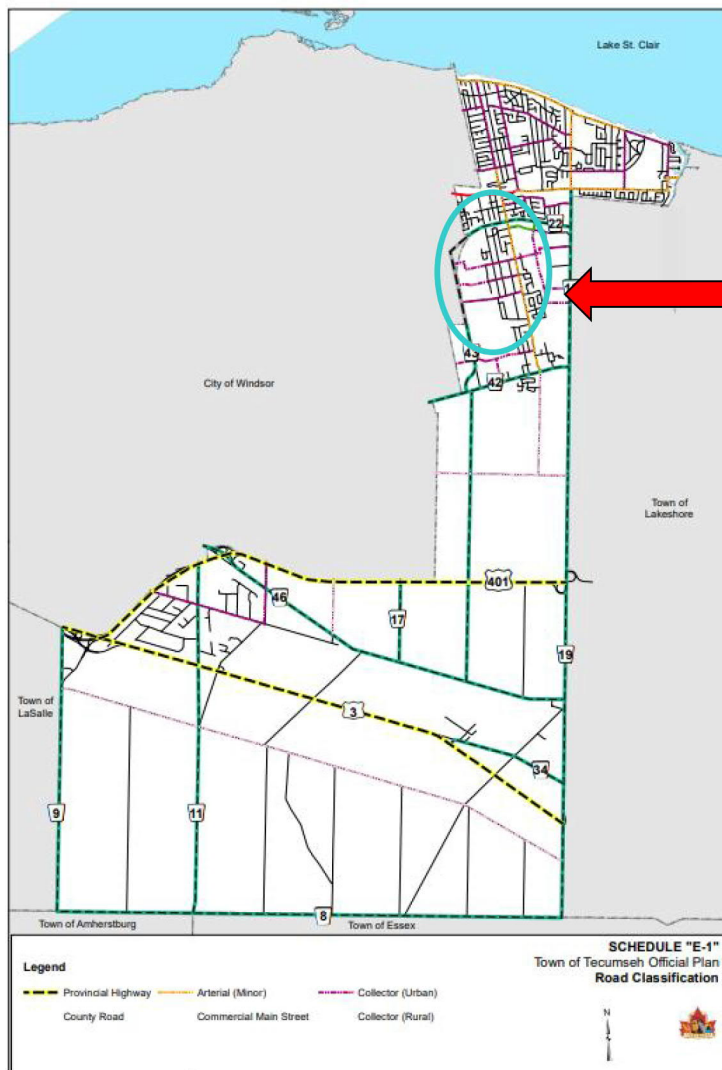 Lake St. Clair
22
43
42
City of Windsor
Town of
Lakeshore
401
46
17
19
Town of
LaSalle
3
34
9
11
8
Town of Amherstburg
Town of Essex
SCHEDULE "E-1"
Town of Tecumseh Official Plan
Road Classification
Legend
Provincial Highway
Arterial (Minor)
Collector (Urban)
County Road
Commercial Main Street
Collector (Rural)
N